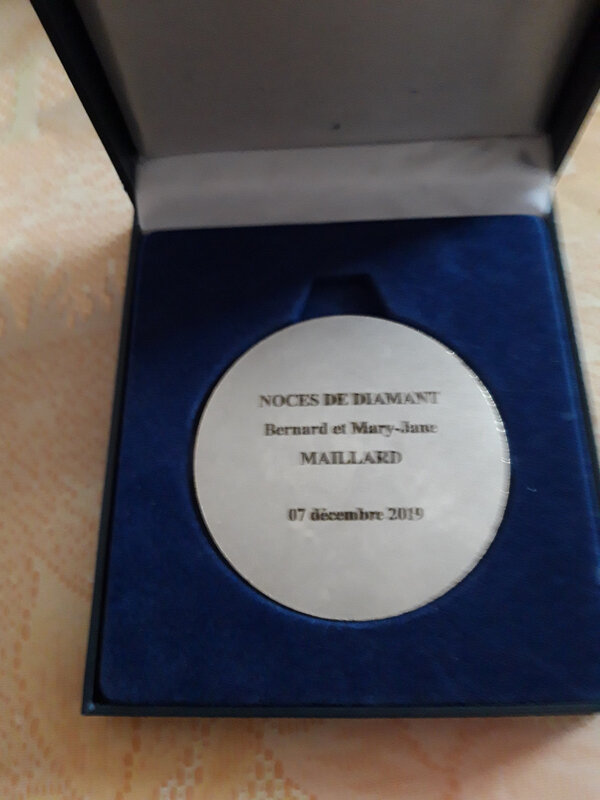 NOCES DE DIAMANT
Bernard et Mary-Jane
MAILLARD
07 décembre 2019